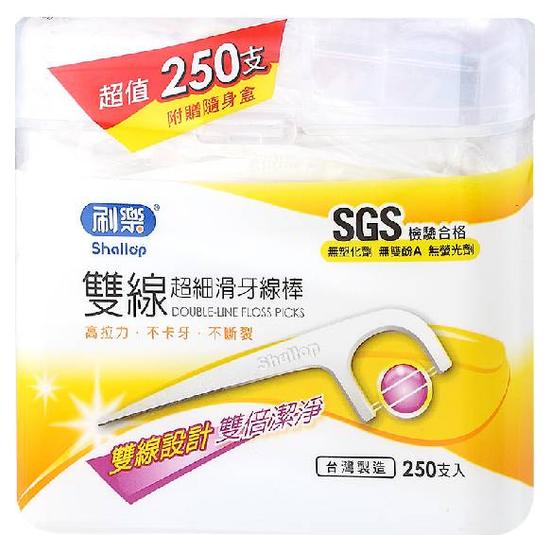 超值 250支
附贈隨身盒
刷樂®
Shallop
SGS 檢驗合格
無塑化劑 無雙酚A 無螢光劑
雙線超細滑牙線棒
DOUBLE-LINE FLOSS PICKS
高拉力·不卡牙·不斷裂
Shallop
雙線設計 雙倍潔淨
台灣製造 250支入